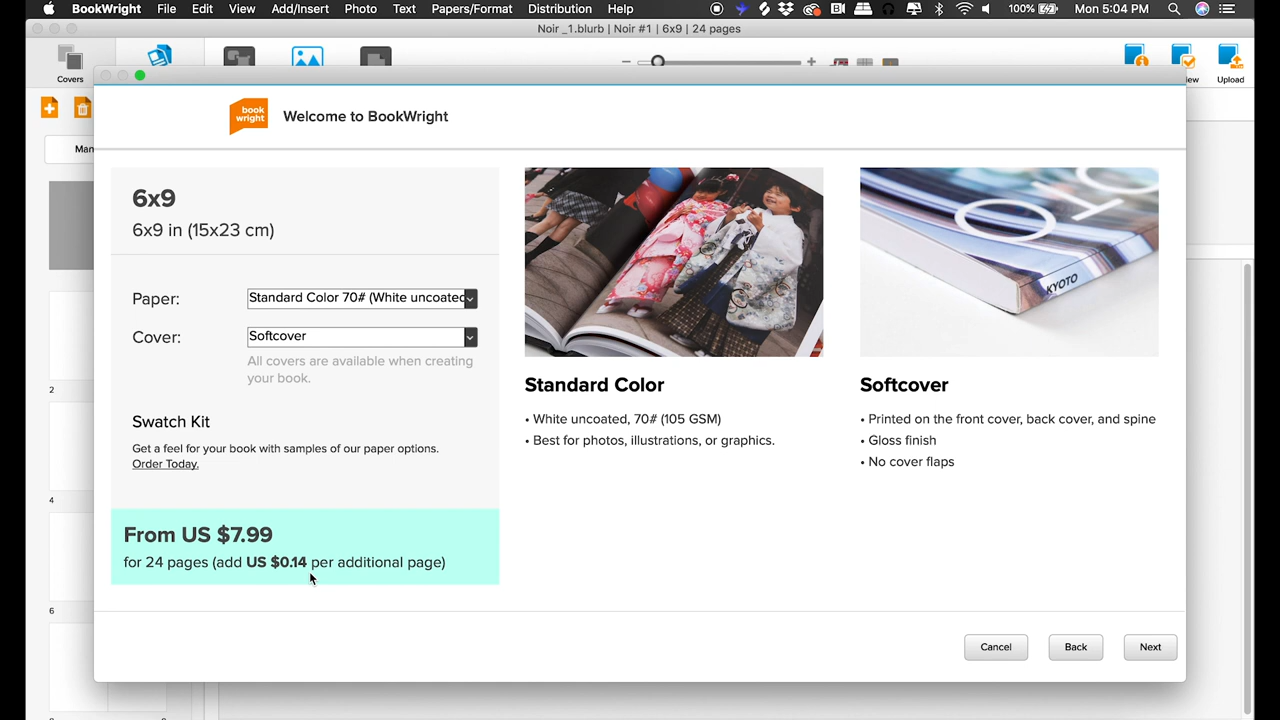 BookWright File Edit View Add/Insert Photo Text Papers/Format Distribution Help 100% Mon 5:04 PM
Noir _1.blurb | Noir #1 | 6x9 | 24 pages
Covers
Upload
book
wright
Welcome to BookWright
6x9
6x9 in (15x23 cm)
Paper: Standard Color 70# (White uncoated
Cover: Softcover
All covers are available when creating
your book.
Swatch Kit
Get a feel for your book with samples of our paper options.
Order Today.
From US $7.99
for 24 pages (add US $0.14 per additional page)
KYOTO
Standard Color
• White uncoated, 70# (105 GSM)
• Best for photos, illustrations, or graphics.
Softcover
• Printed on the front cover, back cover, and spine
• Gloss finish
• No cover flaps
2
4
6
Cancel Back Next